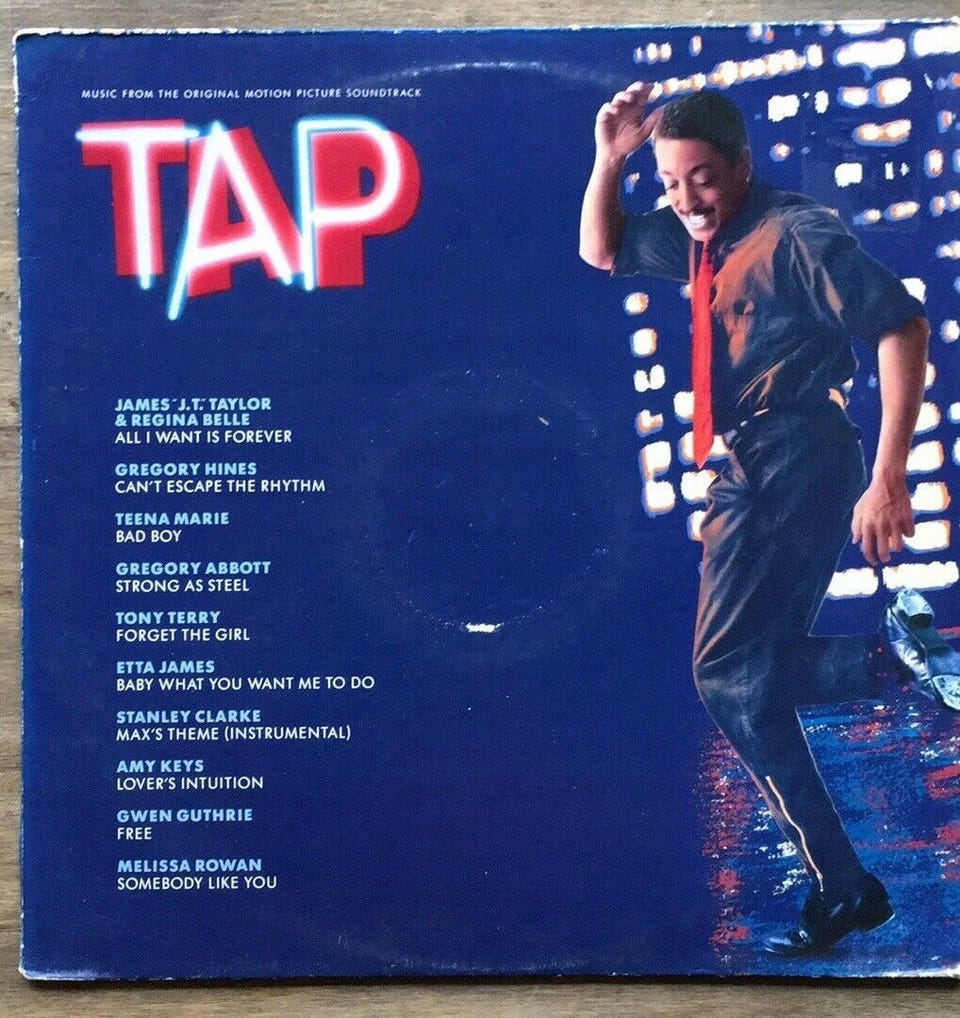 MUSIC FROM THE ORIGINAL MOTION PICTURE SOUNDTRACK
TAP
JAMES "J.T." TAYLOR
& REGINA BELLE
ALL I WANT IS FOREVER
GREGORY HINES
CAN'T ESCAPE THE RHYTHM
TEENA MARIE
BAD BOY
GREGORY ABBOTT
STRONG AS STEEL
TONY TERRY
FORGET THE GIRL
ETTA JAMES
BABY WHAT YOU WANT ME TO DO
STANLEY CLARKE
MAX'S THEME (INSTRUMENTAL)
AMY KEYS
LOVER'S INTUITION
GWEN GUTHRIE
FREE
MELISSA ROWAN
SOMEBODY LIKE YOU